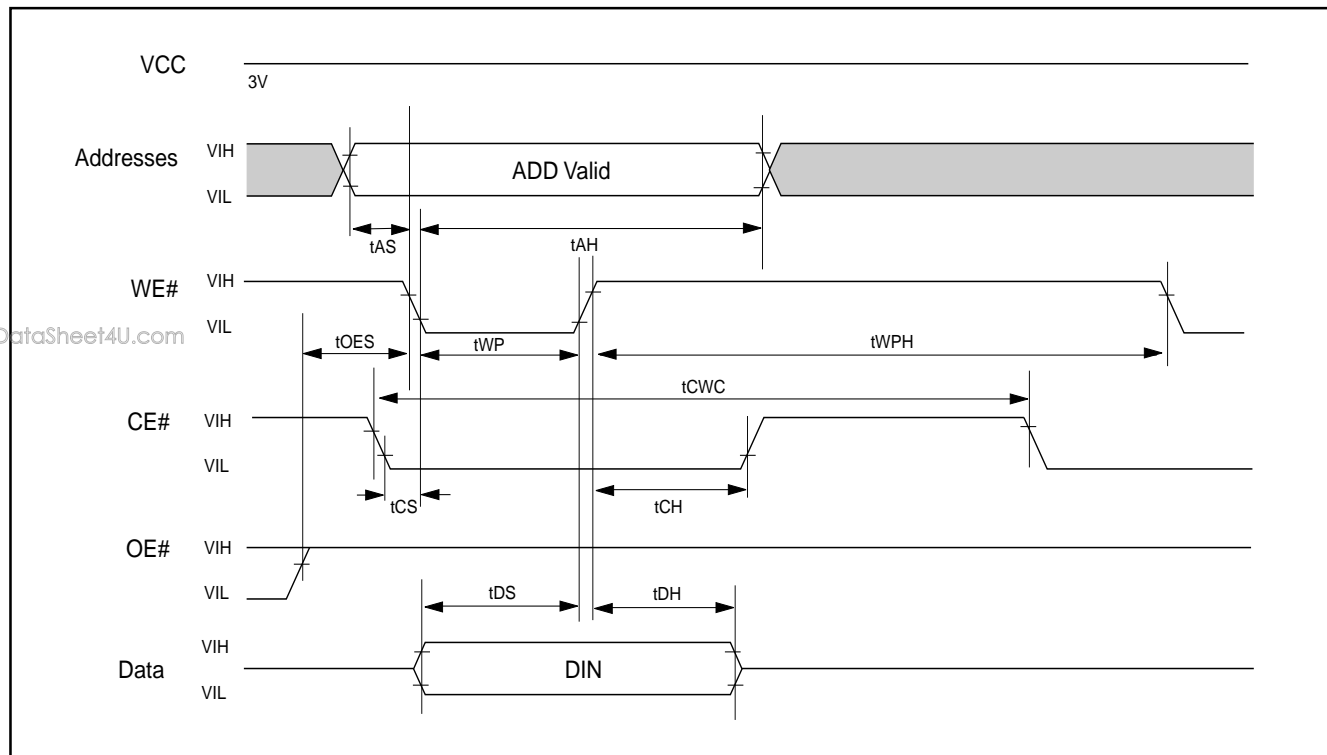 VCC
3V
Addresses
VIH
ADD Valid
VIL
tAS
tAH
WE#
VIH
VIL
DataSheet4U.com
tOES
tWP
tWPH
tCWC
CE#
VIH
VIL
tCS
tCH
OE#
VIH
VIL
tDS
tDH
Data
VIH
DIN
VIL